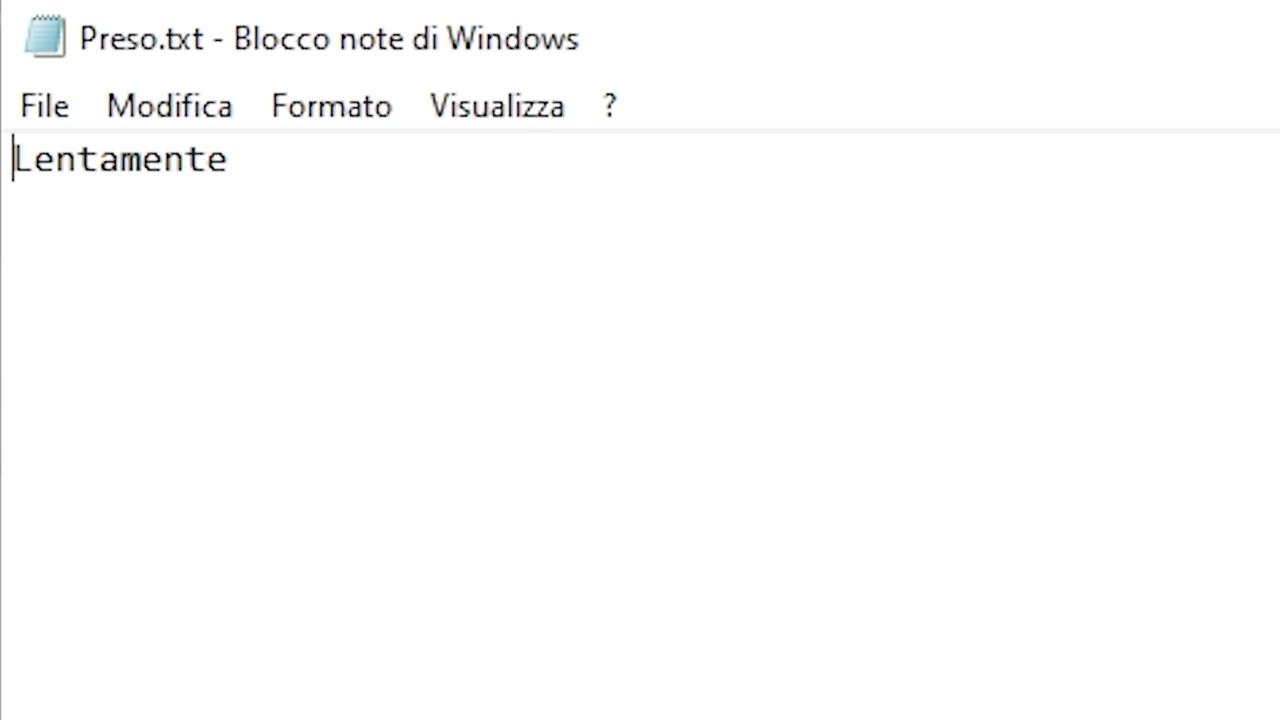 Preso.txt - Blocco note di Windows
File Modifica Formato Visualizza ?
Lentamente